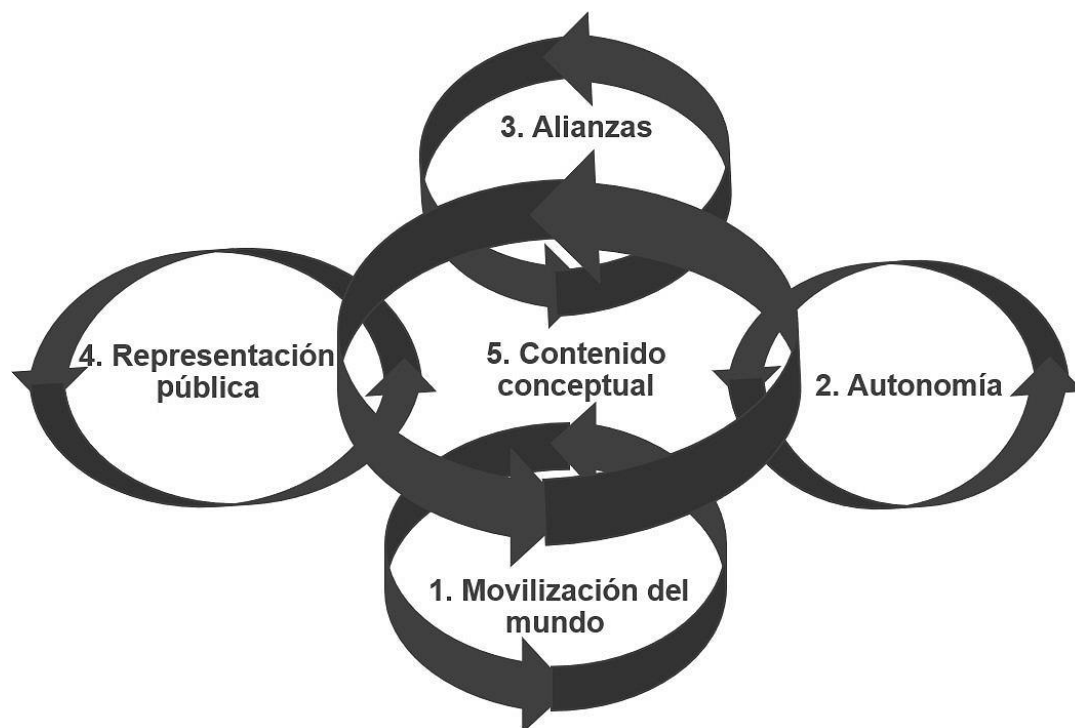 3. Alianzas
4. Representación
pública
5. Contenido
conceptual
2. Autonomía
1. Movilización del
mundo